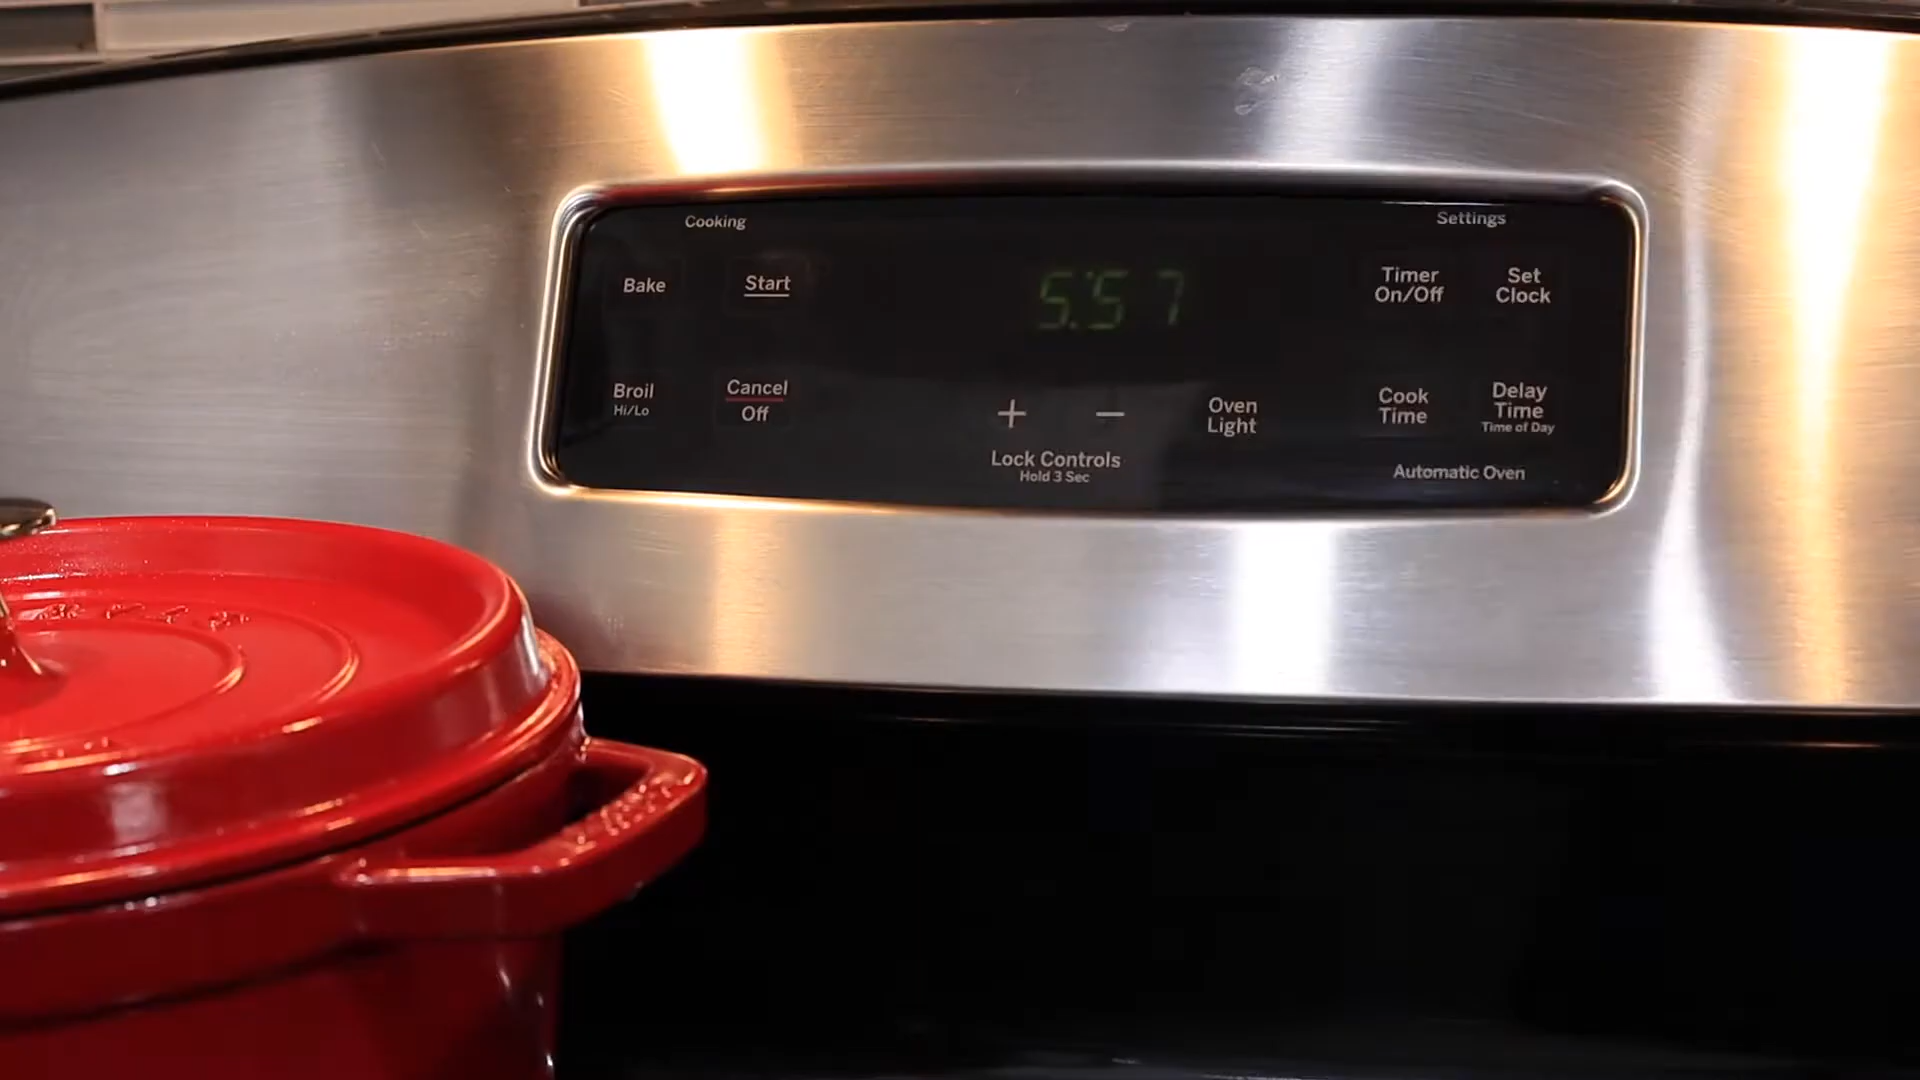 Cooking
Settings
Bake
Start
5:57
Timer
On/Off
Set
Clock
Broil
Hi/Lo
Cancel
Off
+
−
Oven
Light
Cook
Time
Delay
Time
Time of Day
Lock Controls
Hold 3 Sec
Automatic Oven